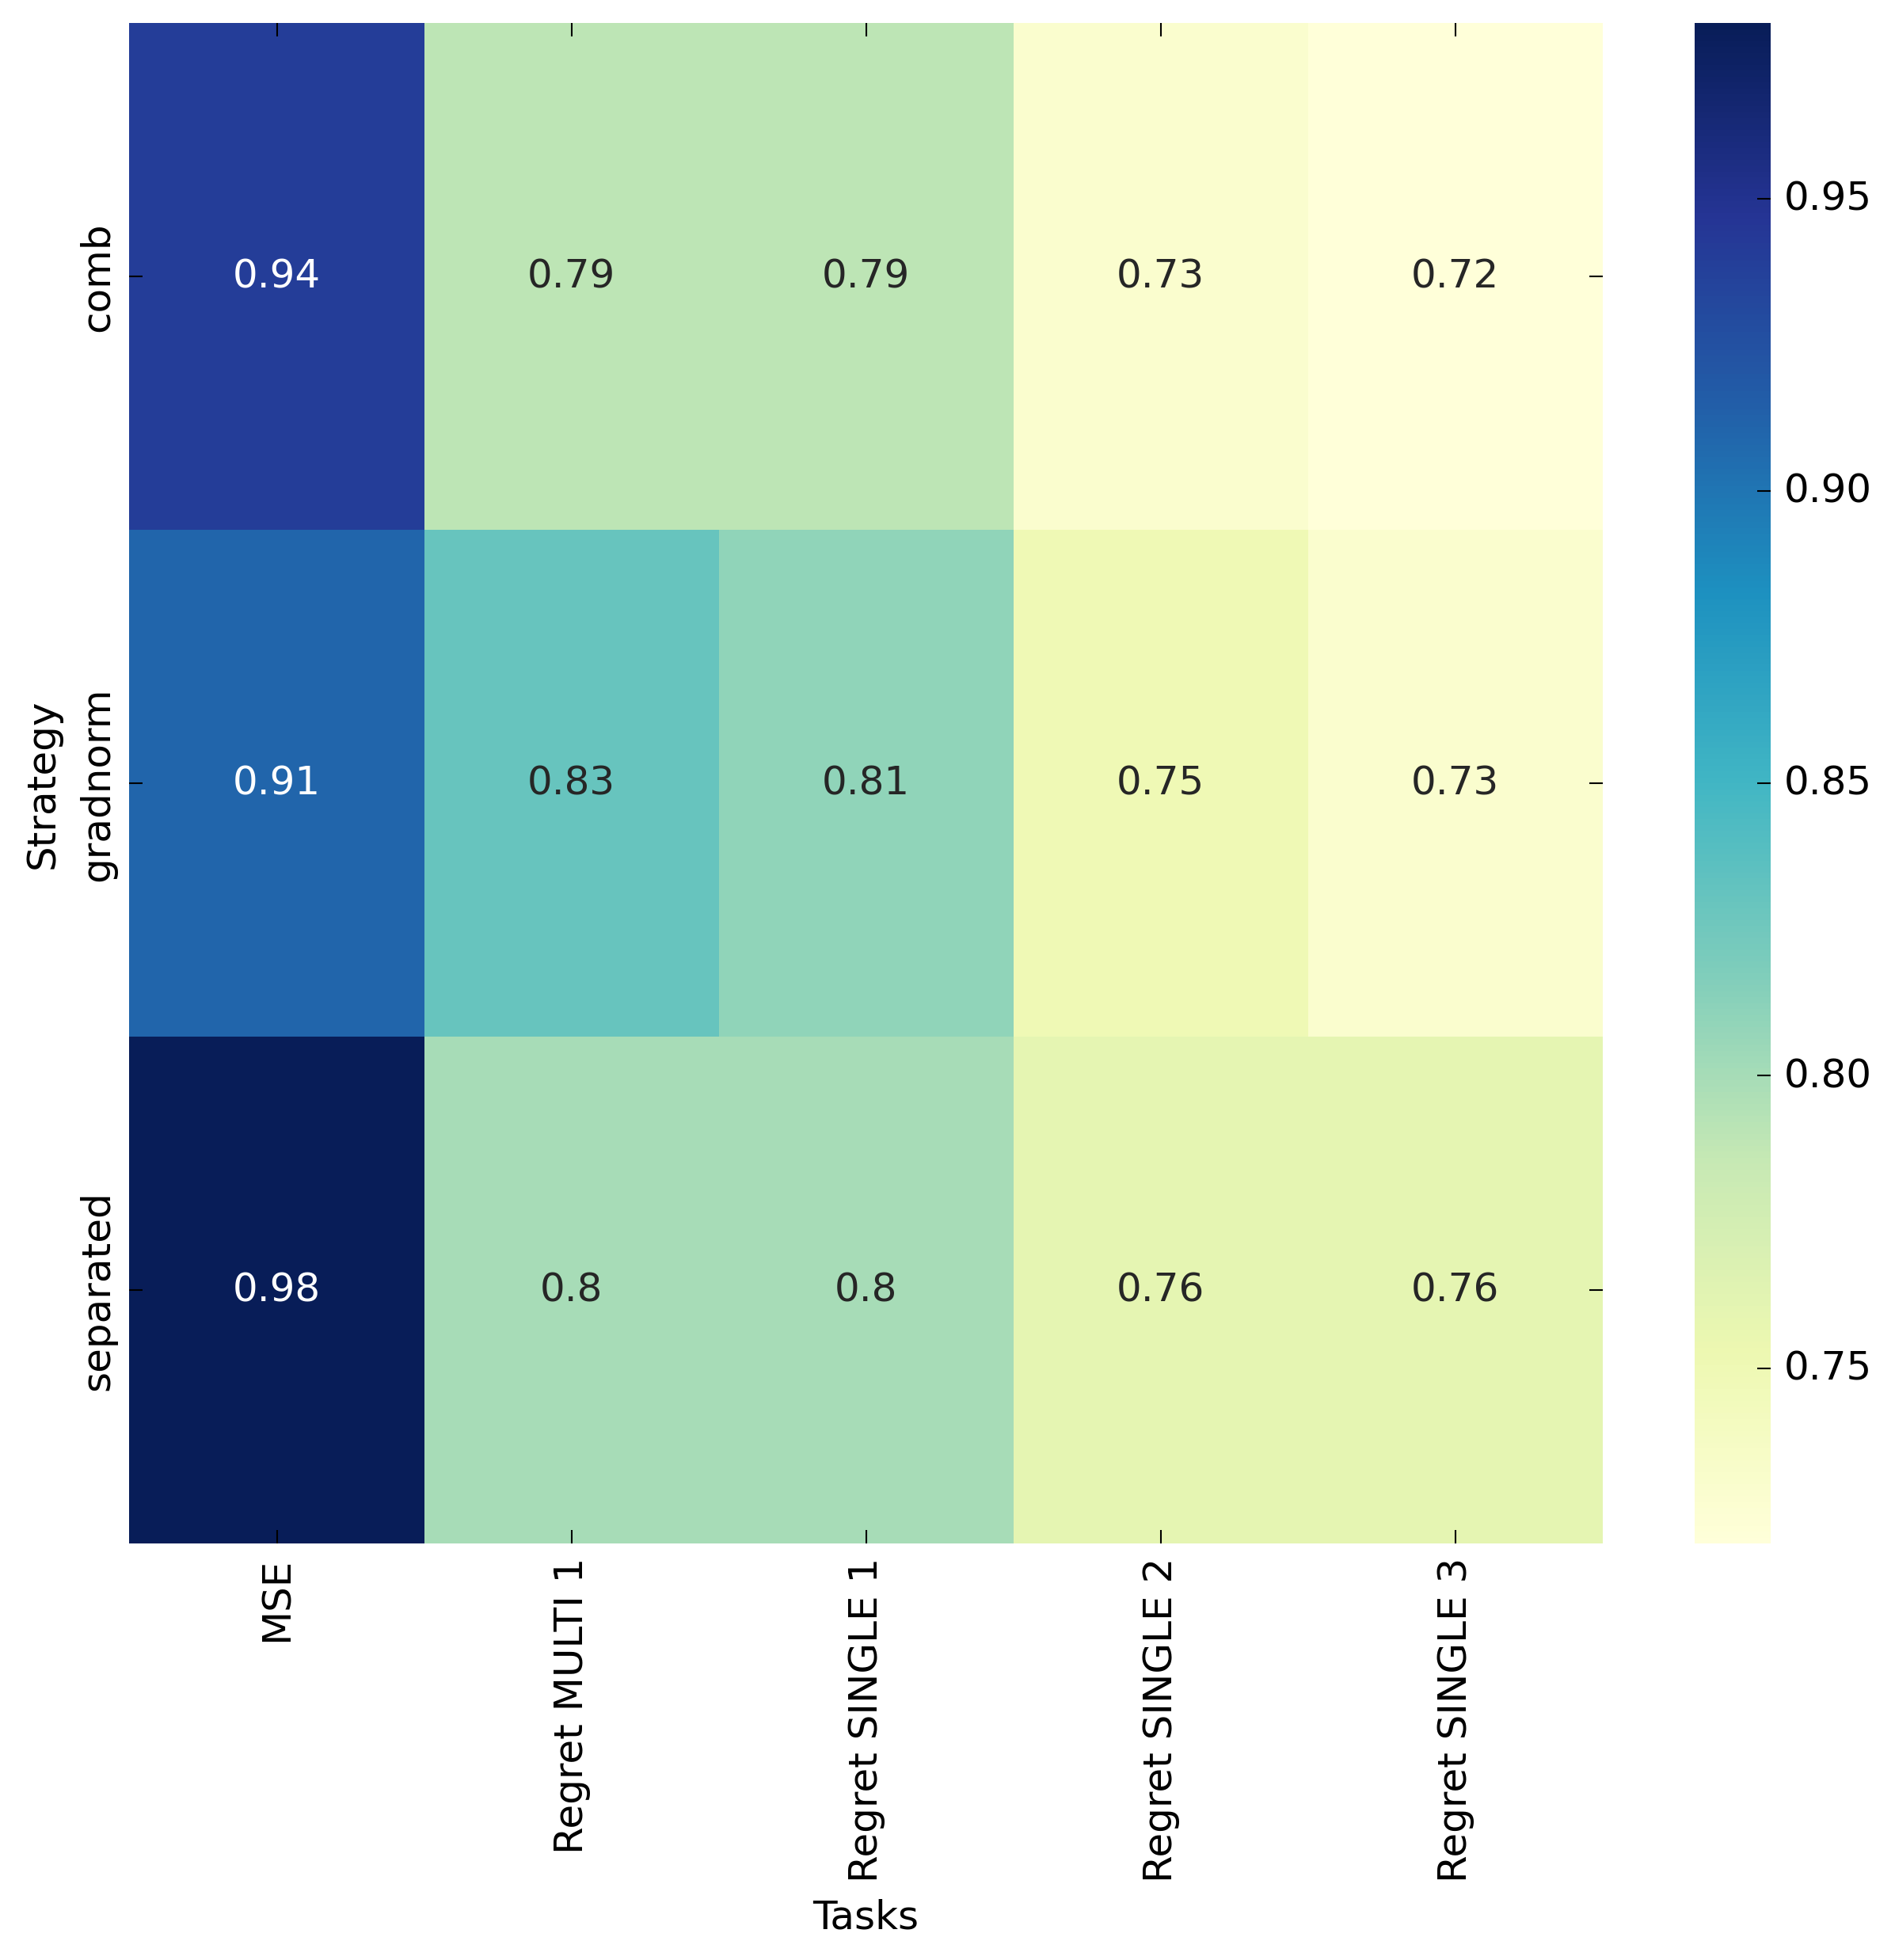 Strategy
comb
gradnorm
separated
0.94 0.79 0.79 0.73 0.72
0.91 0.83 0.81 0.75 0.73
0.98 0.8 0.8 0.76 0.76
MSE
Regret MULTI 1
Regret SINGLE 1
Regret SINGLE 2
Regret SINGLE 3
Tasks
0.95
0.90
0.85
0.80
0.75